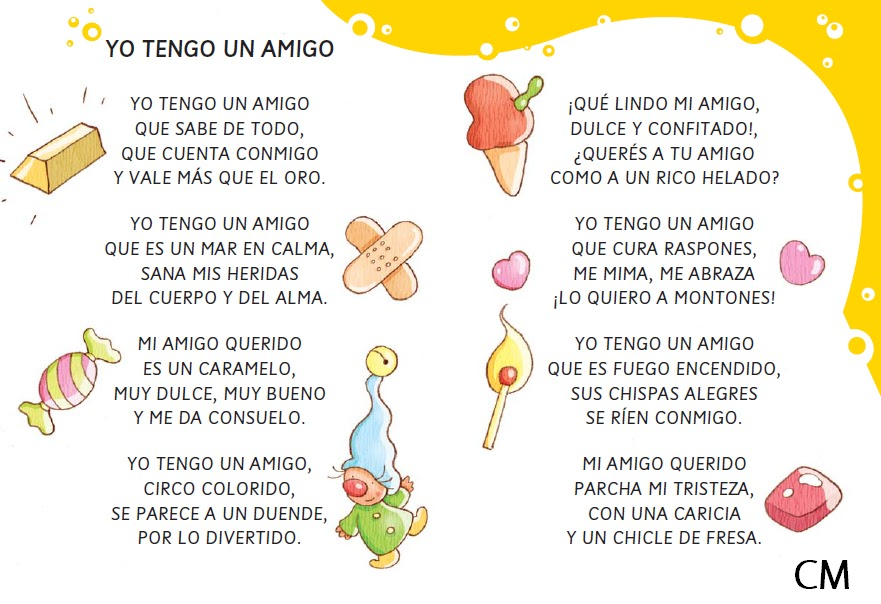 YO TENGO UN AMIGO
YO TENGO UN AMIGO
QUE SABE DE TODO,
QUE CUENTA CONMIGO
Y VALE MÁS QUE EL ORO.
YO TENGO UN AMIGO
QUE ES UN MAR EN CALMA,
SANA MIS HERIDAS
DEL CUERPO Y DEL ALMA.
MI AMIGO QUERIDO
ES UN CARAMELO,
MUY DULCE, MUY BUENO
Y ME DA CONSUELO.
YO TENGO UN AMIGO,
CIRCO COLORIDO,
SE PARECE A UN DUENDE,
POR LO DIVERTIDO.
¡QUÉ LINDO MI AMIGO,
DULCE Y CONFITADO!,
¿QUERÉS A TU AMIGO
COMO A UN RICO HELADO?
YO TENGO UN AMIGO
QUE CURA RASPONES,
ME MIMA, ME ABRAZA
¡LO QUIERO A MONTONES!
YO TENGO UN AMIGO
QUE ES FUEGO ENCENDIDO,
SUS CHISPAS ALEGRES
SE RÍEN CONMIGO.
MI AMIGO QUERIDO
PARCHA MI TRISTEZA,
CON UNA CARICIA
Y UN CHICLE DE FRESA.
CM